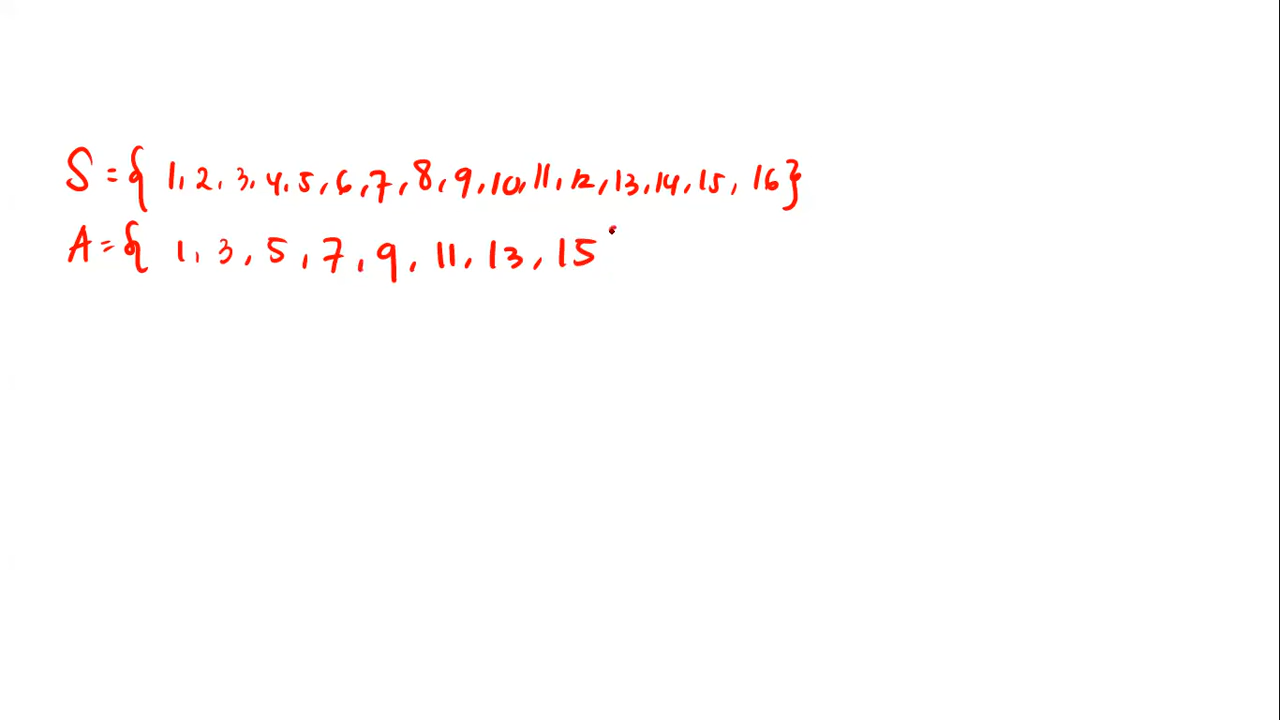 S = { 1, 2, 3, 4, 5, 6, 7, 8, 9, 10, 11, 12, 13, 14, 15, 16}
A = { 1, 3, 5, 7, 9, 11, 13, 15